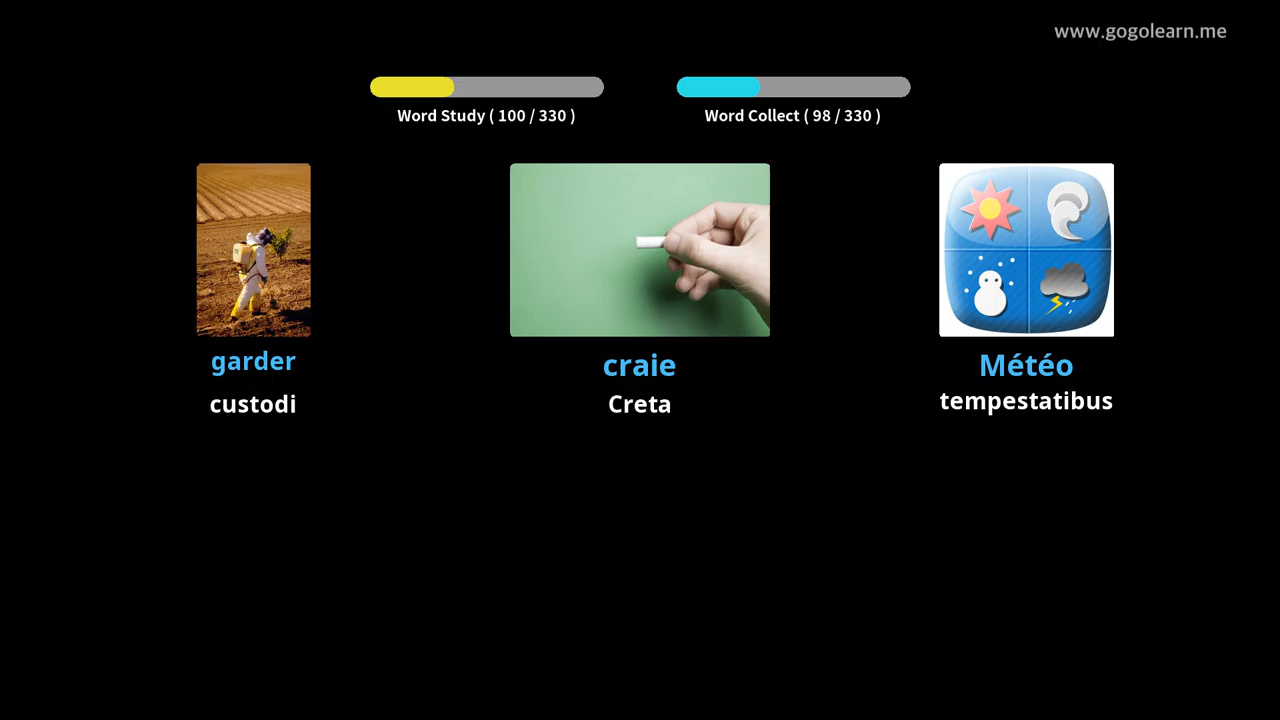 www.gogolearn.me
Word Study ( 100 / 330 )
Word Collect ( 98 / 330 )
garder
craie
Météo
custodi
Creta
tempestatibus